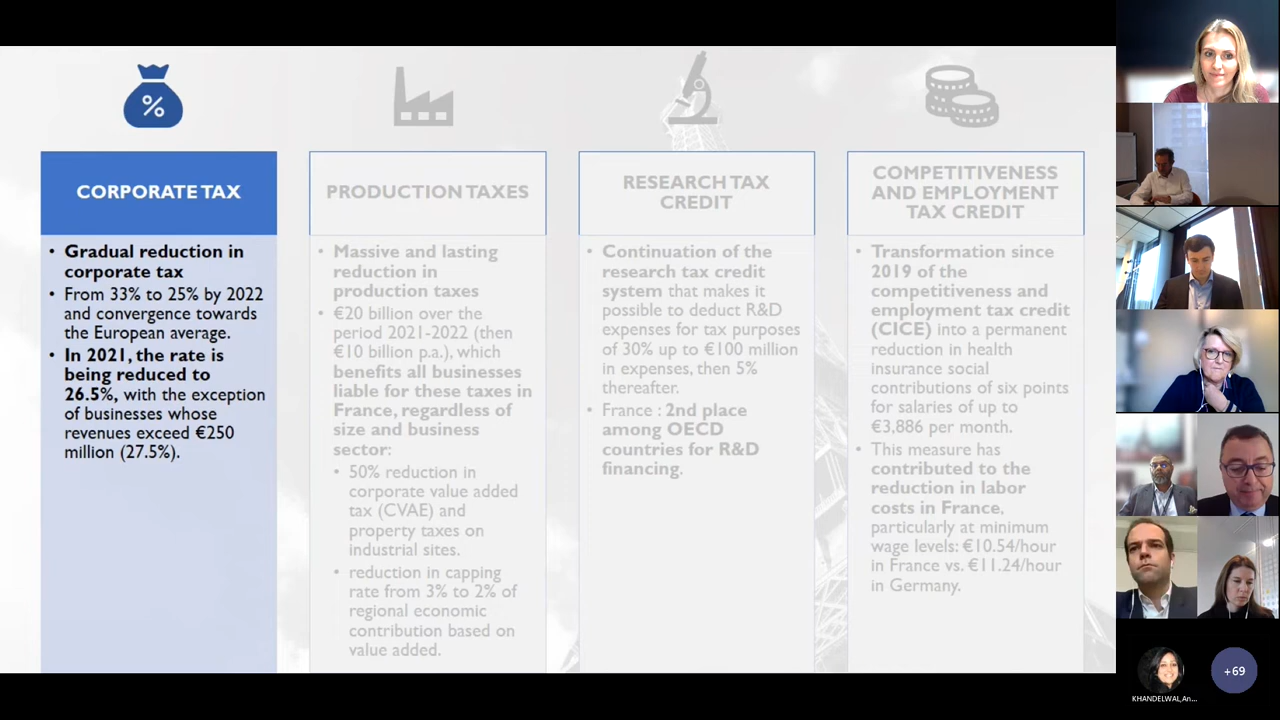 %
CORPORATE TAX
• Gradual reduction in
corporate tax
• From 33% to 25% by 2022
and convergence towards
the European average.
• In 2021, the rate is
being reduced to
26.5%, with the exception
of businesses whose
revenues exceed €250
million (27.5%).
PRODUCTION TAXES
• Massive and lasting
reduction in
production taxes
• €20 billion over the
period 2021-2022 (then
€10 billion p.a.), which
benefits all businesses
liable for these taxes in
France, regardless of
size and business
sector:
• 50% reduction in
corporate value added
tax (CVAE) and
property taxes on
industrial sites.
• reduction in capping
rate from 3% to 2% of
regional economic
contribution based on
value added.
RESEARCH TAX
CREDIT
• Continuation of the
research tax credit
system that makes it
possible to deduct R&D
expenses for tax purposes
of 30% up to €100 million
in expenses, then 5%
thereafter.
• France : 2nd place
among OECD
countries for R&D
financing.
COMPETITIVENESS
AND EMPLOYMENT
TAX CREDIT
• Transformation since
2019 of the
competitiveness and
employment tax credit
(CICE) into a permanent
reduction in health
insurance social
contributions of six points
for salaries of up to
€3,886 per month.
• This measure has
contributed to the
reduction in labor
costs in France,
particularly at minimum
wage levels: €10.54/hour
in France vs. €11.24/hour
in Germany.
KHANDELWAL,An...
+69